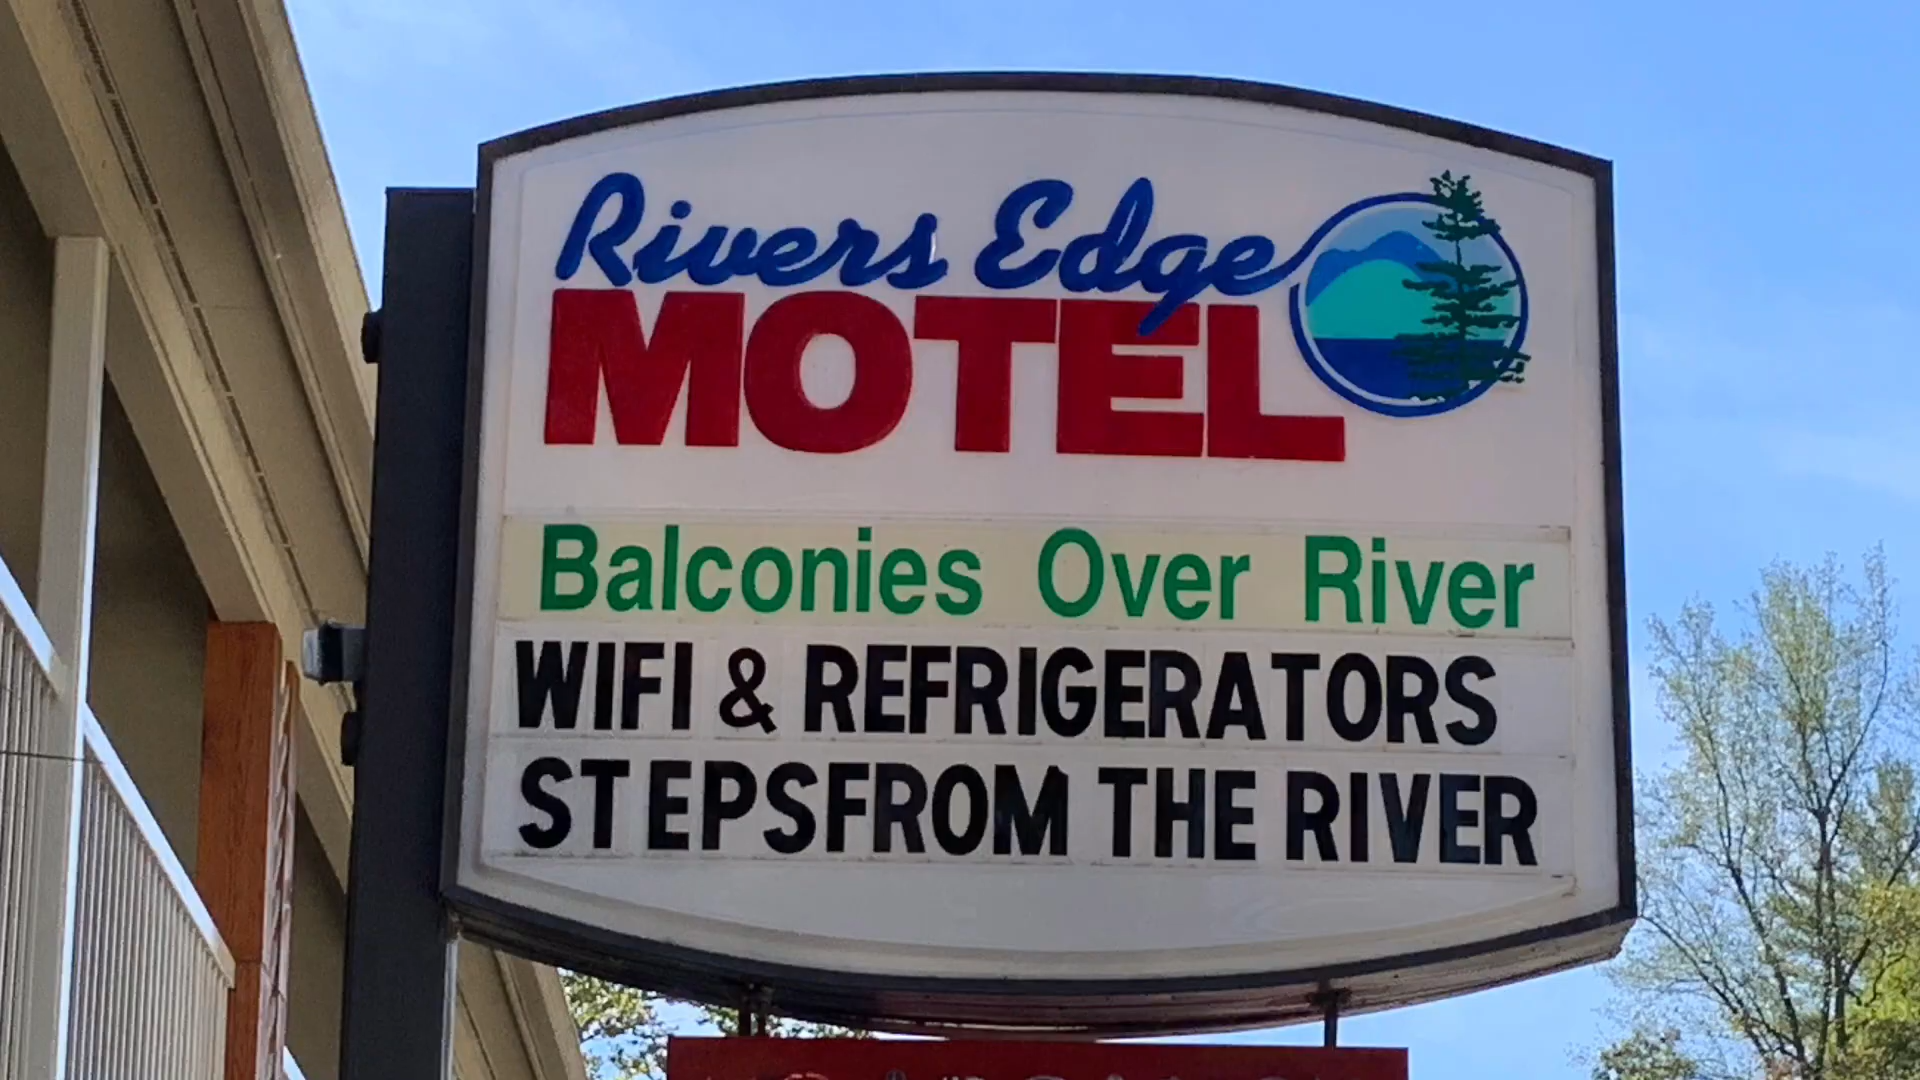 Rivers Edge
MOTEL
Balconies Over River
WIFI & REFRIGERATORS
STEPSFROM THE RIVER